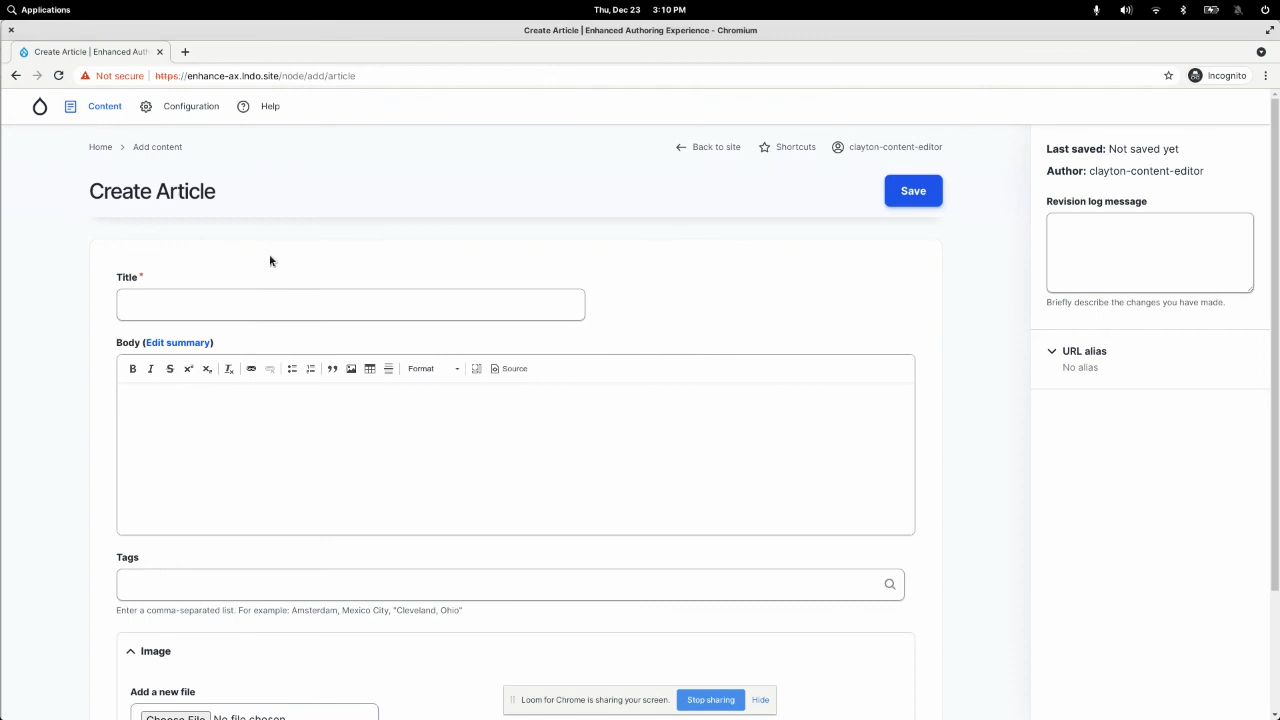 Applications
Thu, Dec 23 3:10 PM
Create Article | Enhanced Authoring Experience - Chromium
Create Article | Enhanced Auth
Not secure | https://enhance-ax.lndo.site/node/add/article
Incognito
Content
Configuration
Help
Home > Add content
Back to site
Shortcuts
clayton-content-editor
Create Article
Save
Title *
Body (Edit summary)
B I S x² x₂ Tx
Format
Source
Tags
Enter a comma-separated list. For example: Amsterdam, Mexico City, "Cleveland, Ohio"
Image
Add a new file
Choose File No file chosen
Last saved: Not saved yet
Author: clayton-content-editor
Revision log message
Briefly describe the changes you have made.
URL alias
No alias
Loom for Chrome is sharing your screen.
Stop sharing
Hide